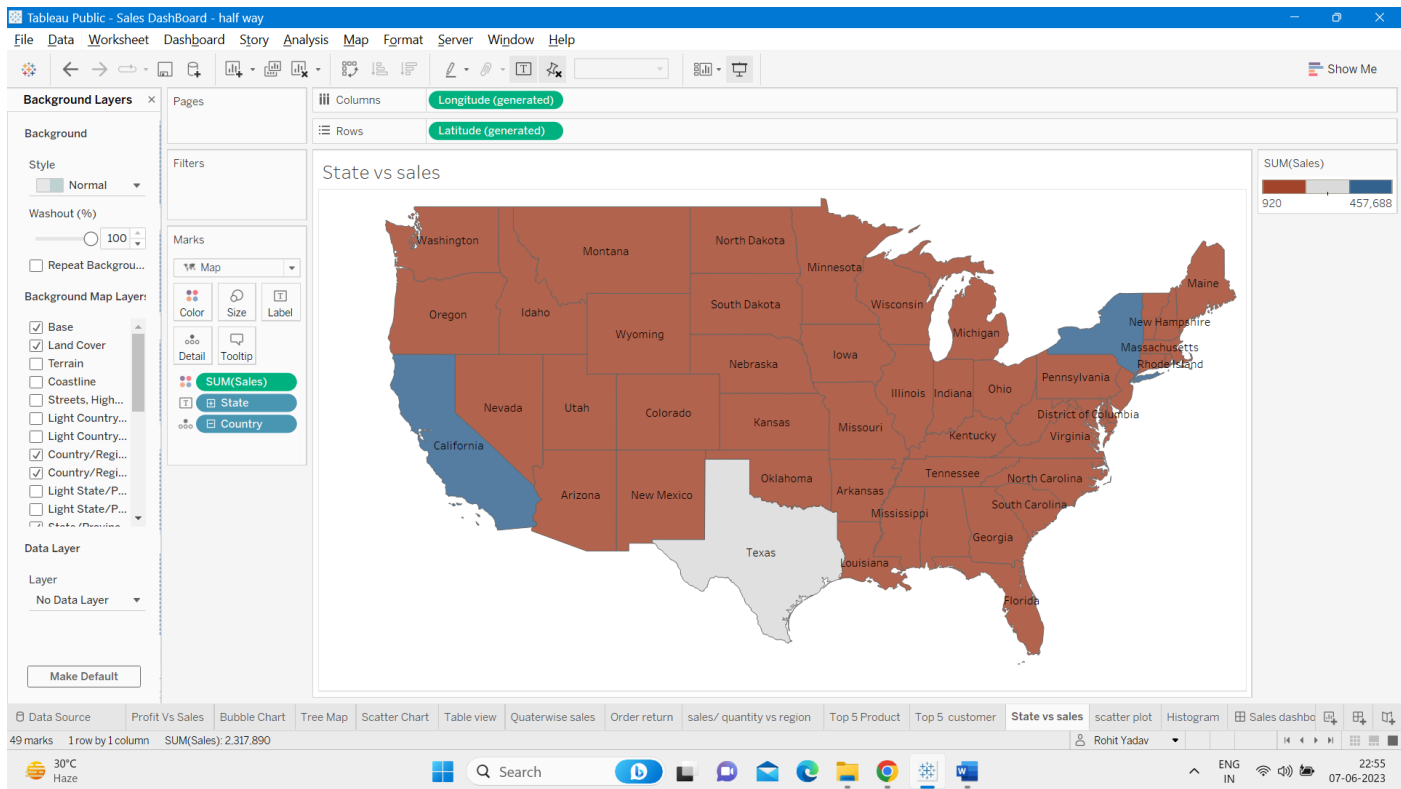 Tableau Public - Sales DashBoard - half way
File Data Worksheet Dashboard Story Analysis Map Format Server Window Help
Show Me
Background Layers
Background
Style
Normal
Washout (%)
100
Repeat Backgrou...
Background Map Layers
Base
Land Cover
Terrain
Coastline
Streets, High...
Light Country...
Light Country...
Country/Regi...
Country/Regi...
Light State/P...
Light State/P...
State/Province
Data Layer
Layer
No Data Layer
Make Default
Pages
Filters
Marks
Map
Color Size Label
Detail Tooltip
SUM(Sales)
State
Country
Columns Longitude (generated)
Rows Latitude (generated)
State vs sales
Washington
Montana
North Dakota
Minnesota
Maine
Oregon
Idaho
South Dakota
Wisconsin
Wyoming
Michigan
New Hampshire
Massachusetts
Rhode Island
Nebraska
Iowa
Pennsylvania
Nevada
Utah
Colorado
Illinois
Indiana
Ohio
Kansas
Missouri
District of Columbia
California
Kentucky
Virginia
Arizona
New Mexico
Oklahoma
Arkansas
Tennessee
North Carolina
South Carolina
Mississippi
Georgia
Texas
Louisiana
Florida
SUM(Sales)
920 457,688
Data Source Profit Vs Sales Bubble Chart Tree Map Scatter Chart Table view Quaterwise sales Order return sales/ quantity vs region Top 5 Product Top 5 customer State vs sales scatter plot Histogram Sales dashbo
49 marks 1 row by 1 column SUM(Sales): 2,317,890 Rohit Yadav
30°C
Haze
Search
ENG
IN
22:55
07-06-2023